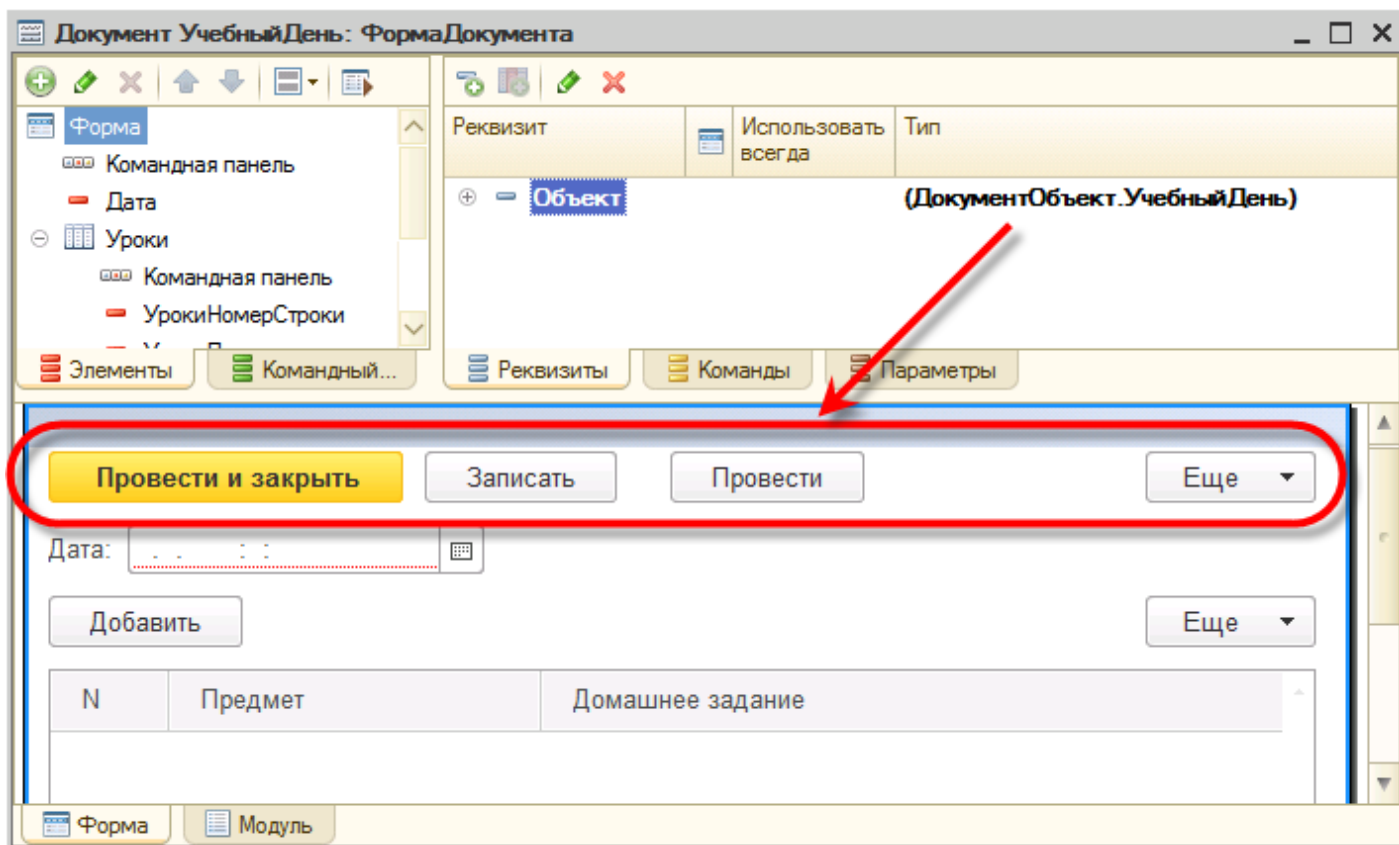 Документ УчебныйДень: ФормаДокумента
Форма
Командная панель
Дата
Уроки
Командная панель
УрокиНомерСтроки
Элементы
Командный...
Реквизит
Использовать всегда
Тип
Объект
(ДокументОбъект.УчебныйДень)
Реквизиты
Команды
Параметры
Провести и закрыть
Записать
Провести
Еще
Дата:
. . : :
Добавить
Еще
N
Предмет
Домашнее задание
Форма
Модуль